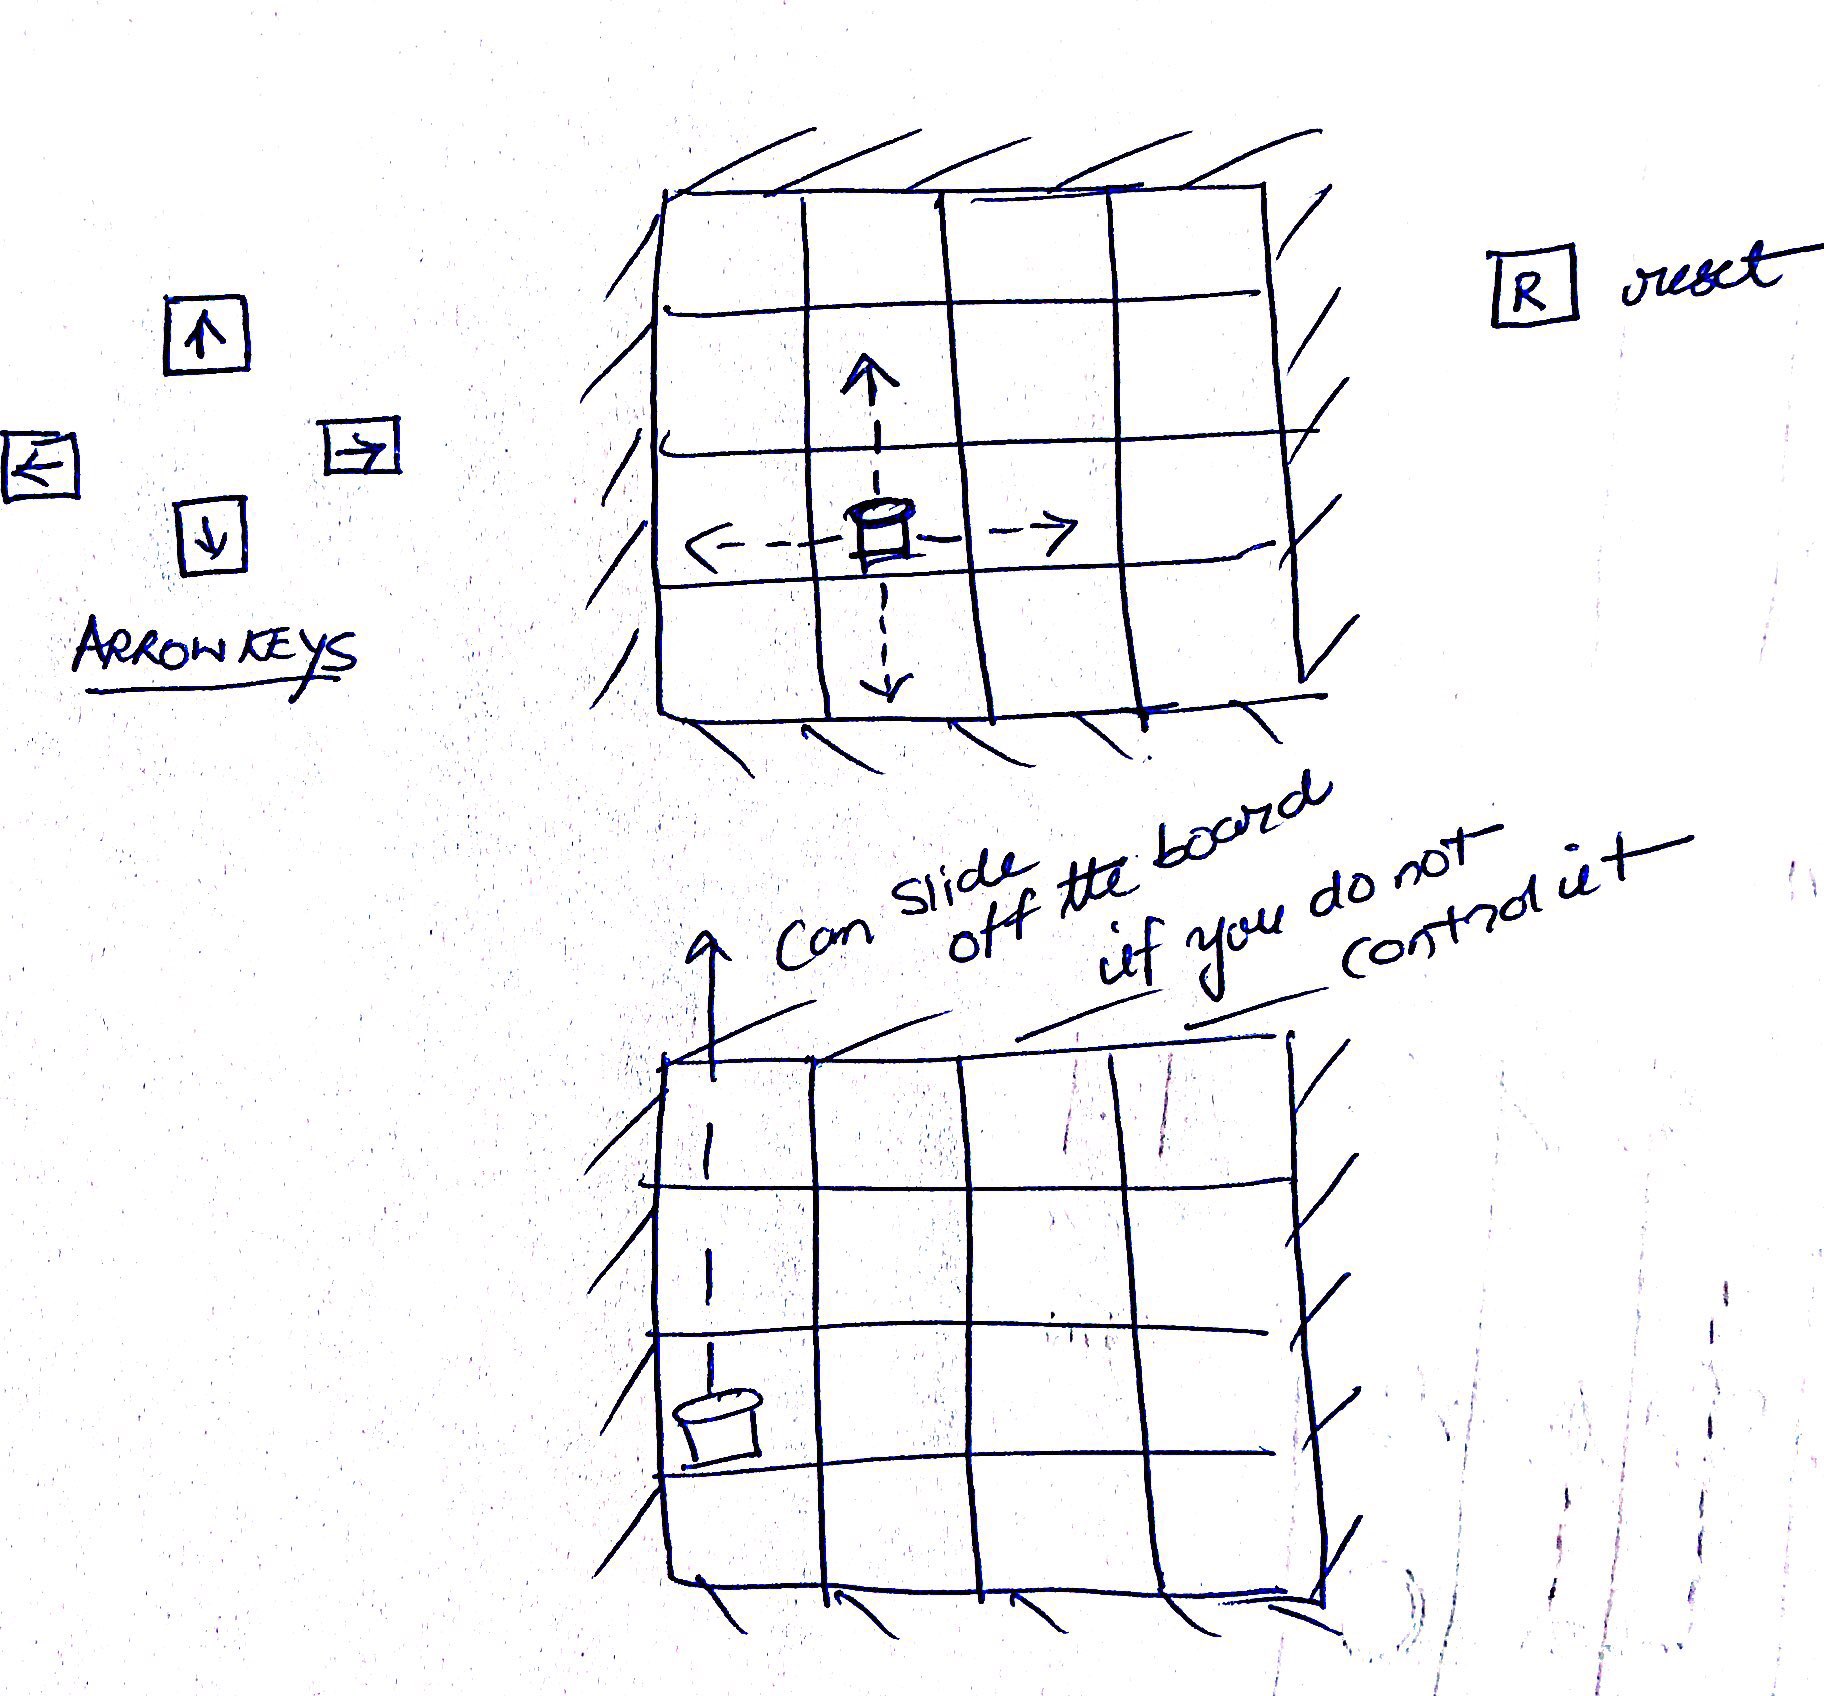 ↑
R reset
←
→
↓
ARROW KEYS
Can slide
off the board
if you do not
control it